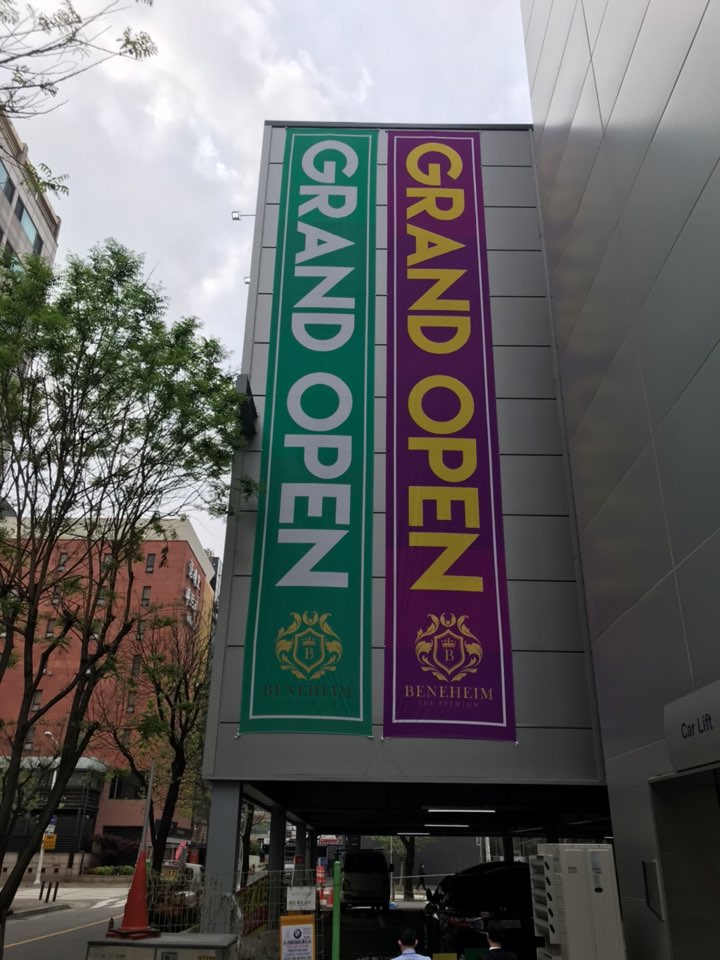 GRAND OPEN
B
BENEHEIM
GRAND OPEN
B
BENEHEIM
THE PREMIUM
Car Lift